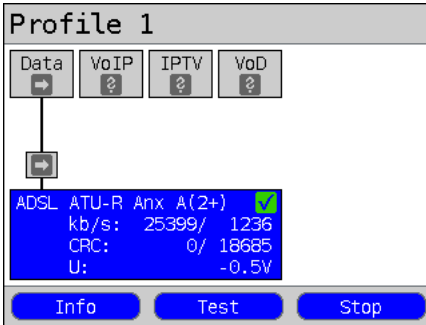 Profile 1
Data VoIP IPTV VoD
? ? ?
ADSL ATU-R Anx A(2+)
kb/s: 25399/ 1236
CRC: 0/ 18685
U: -0.5V
Info Test Stop